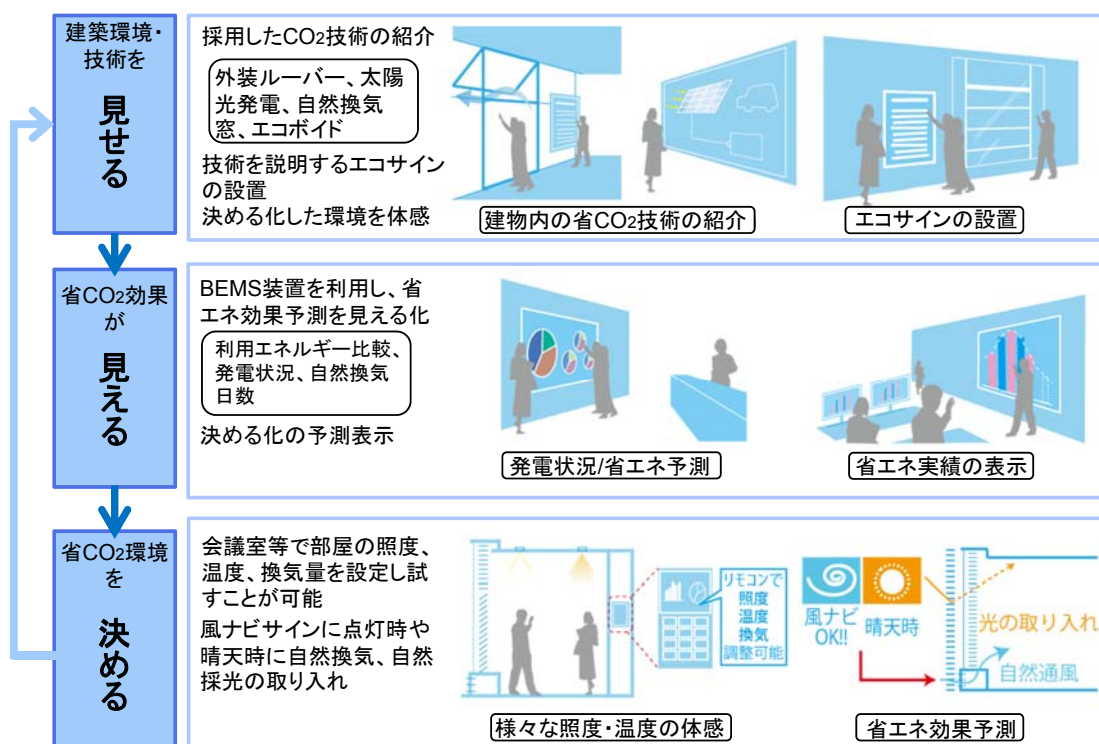 建築環境・
技術を
見せる
採用したCO2技術の紹介
外装ルーバー、太陽
光発電、自然換気
窓、エコボイド
技術を説明するエコサイン
の設置
決める化した環境を体感
建物内の省CO2技術の紹介
エコサインの設置
省CO2効果
が
見える
BEMS装置を利用し、省
エネ効果予測を見える化
利用エネルギー比較、
発電状況、自然換気
日数
決める化の予測表示
発電状況/省エネ予測
省エネ実績の表示
省CO2環境
を
決める
会議室等で部屋の照度、
温度、換気量を設定し試
すことが可能
風ナビサインに点灯時や
晴天時に自然換気、自然
採光の取り入れ
リモコンで
照度
温度
換気
調整可能
様々な照度・温度の体感
風ナビ
OK!!
晴天時
光の取り入れ
自然通風
省エネ効果予測